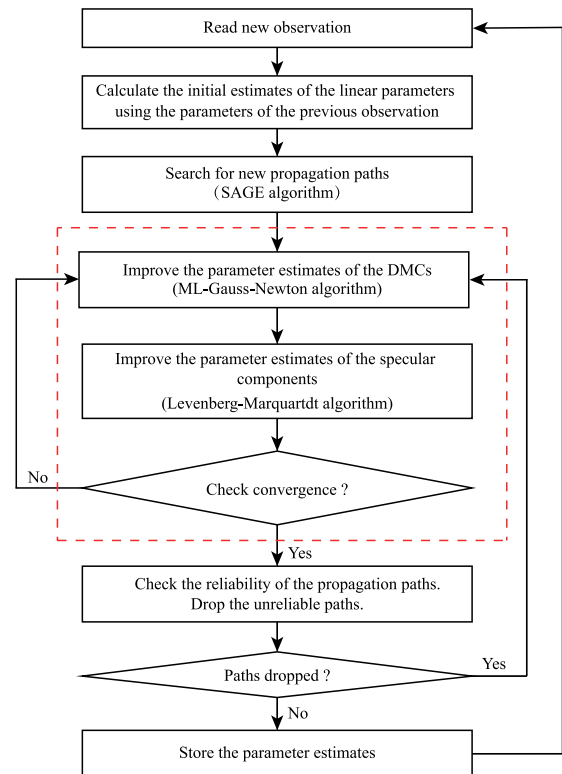 Read new observation
Calculate the initial estimates of the linear parameters
using the parameters of the previous observation
Search for new propagation paths
(SAGE algorithm)
Improve the parameter estimates of the DMCs
(ML-Gauss-Newton algorithm)
Improve the parameter estimates of the specular
components
(Levenberg-Marquartdt algorithm)
No
Check convergence ?
Yes
Check the reliability of the propagation paths.
Drop the unreliable paths.
Paths dropped ?
Yes
No
Store the parameter estimates